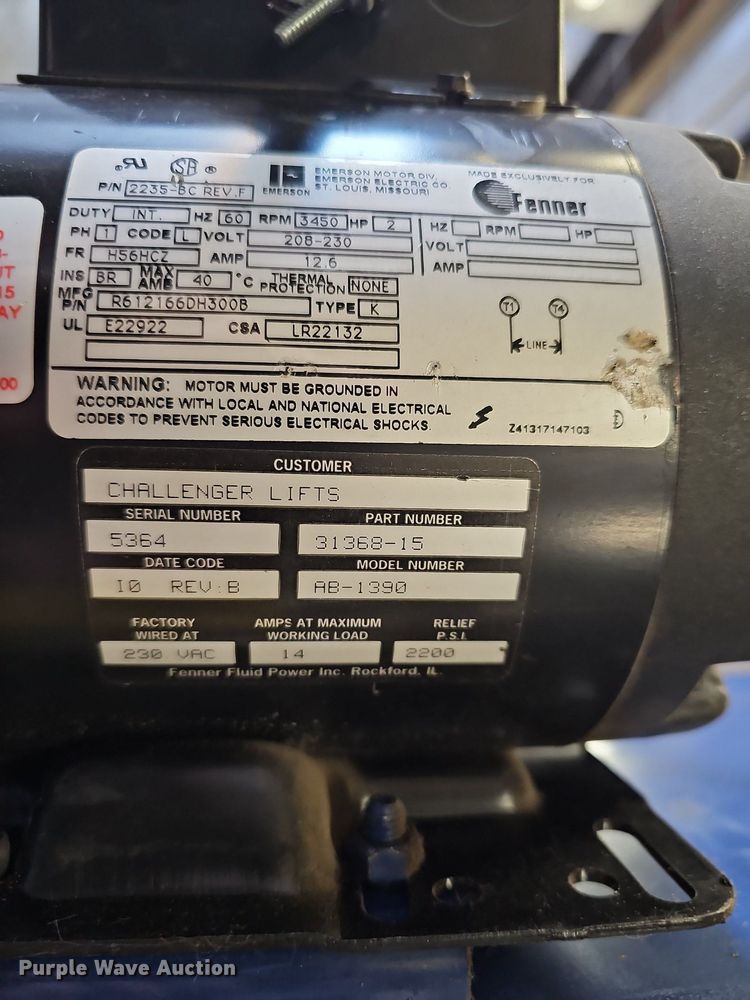 P/N 2235-BC REV.F
EMERSON
EMERSON MOTOR DIV.
EMERSON ELECTRIC CO.
ST. LOUIS, MISSOURI
MADE EXCLUSIVELY FOR
Fenner
DUTY INT. HZ 60 RPM 3450 HP 2
HZ RPM HP
PH 1 CODE L VOLT 208-230
VOLT
FR H56HCZ AMP 12.6
AMP
INS BR MAX AMB 40 °C THERMAL PROTECTION NONE
MFG P/N R612166DH300B TYPE K
T1 T4
LINE
UL E22922 CSA LR22132
WARNING: MOTOR MUST BE GROUNDED IN
ACCORDANCE WITH LOCAL AND NATIONAL ELECTRICAL
CODES TO PREVENT SERIOUS ELECTRICAL SHOCKS.
Z41317147103
CUSTOMER
CHALLENGER LIFTS
SERIAL NUMBER PART NUMBER
5364 31368-15
DATE CODE MODEL NUMBER
10 REV:B AB-1390
FACTORY WIRED AT AMPS AT MAXIMUM WORKING LOAD RELIEF P.S.I.
230 VAC 14 2200
Fenner Fluid Power Inc. Rockford, IL.
Purple Wave Auction